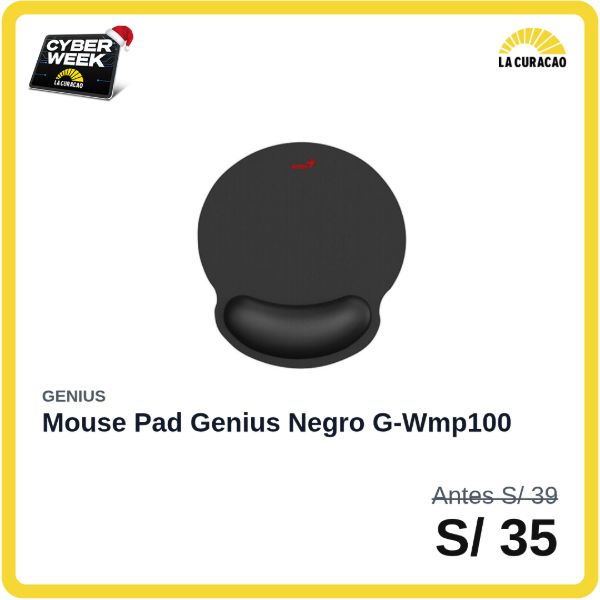 CYBER
WEEK
LA CURACAO
LA CURACAO
GENIUS
Mouse Pad Genius Negro G-Wmp100
Antes S/ 39
S/ 35